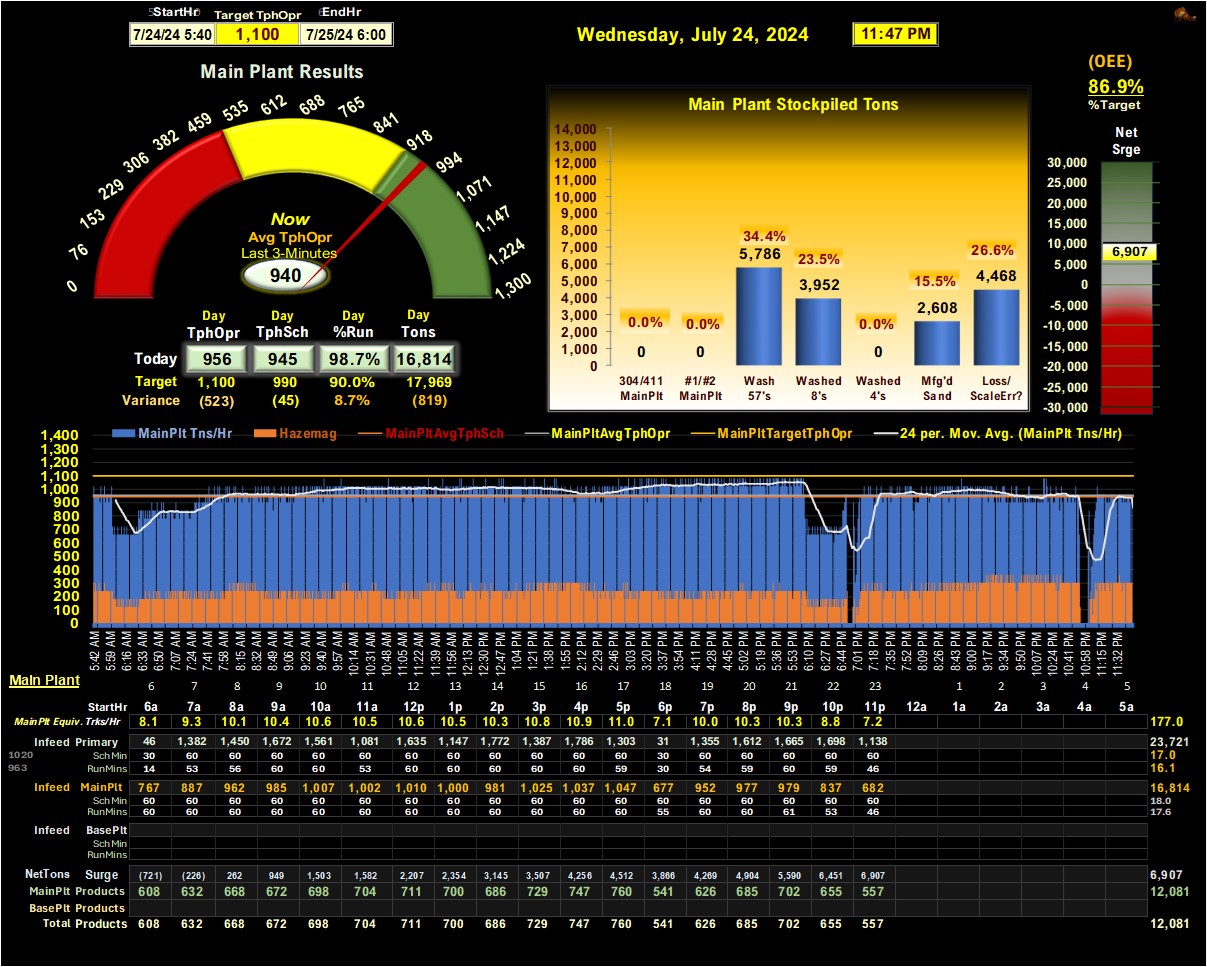 StartHr Target TphOpr EndHr
7/24/24 5:40 1,100 7/25/24 6:00
Wednesday, July 24, 2024 11:47 PM
(OEE)
86.9%
%Target
Main Plant Results
0 76 153 229 306 382 459 535 612 688 765 841 918 994 1,071 1,147 1,224 1,300
Now
Avg TphOpr
Last 3-Minutes
940
Day Day Day Day
TphOpr TphSch %Run Tons
Today 956 945 98.7% 16,814
Target 1,100 990 90.0% 17,969
Variance (523) (45) 8.7% (819)
Main Plant Stockpiled Tons
14,000
13,000
12,000
11,000
10,000
9,000
8,000
7,000
6,000
5,000
4,000
3,000
2,000
1,000
0
0.0% 0.0% 34.4% 23.5% 0.0% 15.5% 26.6%
0 0 5,786 3,952 0 2,608 4,468
304/411 #1/#2 Wash Washed Washed Mfg'd Loss/
MainPlt MainPlt 57's 8's 4's Sand ScaleErr?
Net
Srge
30,000
25,000
20,000
15,000
10,000
6,907
5,000
0
-5,000
-10,000
-15,000
-20,000
-25,000
-30,000
MainPlt Tns/Hr Hazemag MainPltAvgTphSch MainPltAvgTphOpr MainPltTargetTphOpr 24 per. Mov. Avg. (MainPlt Tns/Hr)
1,400
1,300
1,200
1,100
1,000
900
800
700
600
500
400
300
200
100
0
5:42 AM 5:59 AM 6:16 AM 6:33 AM 6:50 AM 7:07 AM 7:24 AM 7:41 AM 7:58 AM 8:15 AM 8:32 AM 8:49 AM 9:06 AM 9:23 AM 9:40 AM 9:57 AM 10:14 AM 10:31 AM 10:48 AM 11:05 AM 11:22 AM 11:39 AM 11:56 AM 12:13 PM 12:30 PM 12:47 PM 1:04 PM 1:21 PM 1:38 PM 1:55 PM 2:12 PM 2:29 PM 2:46 PM 3:03 PM 3:20 PM 3:37 PM 3:54 PM 4:11 PM 4:28 PM 4:45 PM 5:02 PM 5:19 PM 5:36 PM 5:53 PM 6:10 PM 6:27 PM 6:44 PM 7:01 PM 7:18 PM 7:35 PM 7:52 PM 8:09 PM 8:26 PM 8:43 PM 9:00 PM 9:17 PM 9:34 PM 9:50 PM 10:07 PM 10:24 PM 10:41 PM 10:58 PM 11:15 PM 11:32 PM
Main Plant
6 7 8 9 10 11 12 13 14 15 16 17 18 19 20 21 22 23 1 2 3 4 5
StartHr 6a 7a 8a 9a 10a 11a 12p 1p 2p 3p 4p 5p 6p 7p 8p 9p 10p 11p 12a 1a 2a 3a 4a 5a
MainPlt Equiv. Trks/Hr 8.1 9.3 10.1 10.4 10.6 10.5 10.6 10.5 10.3 10.8 10.9 11.0 7.1 10.0 10.3 10.3 8.8 7.2 177.0
Infeed Primary 46 1,382 1,450 1,672 1,561 1,081 1,635 1,147 1,772 1,387 1,786 1,303 31 1,355 1,612 1,665 1,698 1,138 23,721
1020 Sch Min 30 60 60 60 60 60 60 60 60 60 60 60 30 60 60 60 60 60 17.0
963 RunMins 14 53 56 60 60 53 60 60 60 60 60 59 30 54 59 60 59 46 16.1
Infeed MainPlt 767 887 962 985 1,007 1,002 1,010 1,000 981 1,025 1,037 1,047 677 952 977 979 837 682 16,814
Sch Min 60 60 60 60 60 60 60 60 60 60 60 60 60 60 60 60 60 60 18.0
RunMins 60 60 60 60 60 60 60 60 60 60 60 60 55 60 60 61 53 46 17.6
Infeed BasePlt
Sch Min
RunMins
NetTons Surge (721) (226) 262 949 1,503 1,582 2,207 2,354 3,145 3,507 4,256 4,512 3,866 4,269 4,904 5,590 6,451 6,907 6,907
MainPlt Products 608 632 668 672 698 704 711 700 686 729 747 760 541 626 685 702 655 557 12,081
BasePlt Products
Total Products 608 632 668 672 698 704 711 700 686 729 747 760 541 626 685 702 655 557 12,081